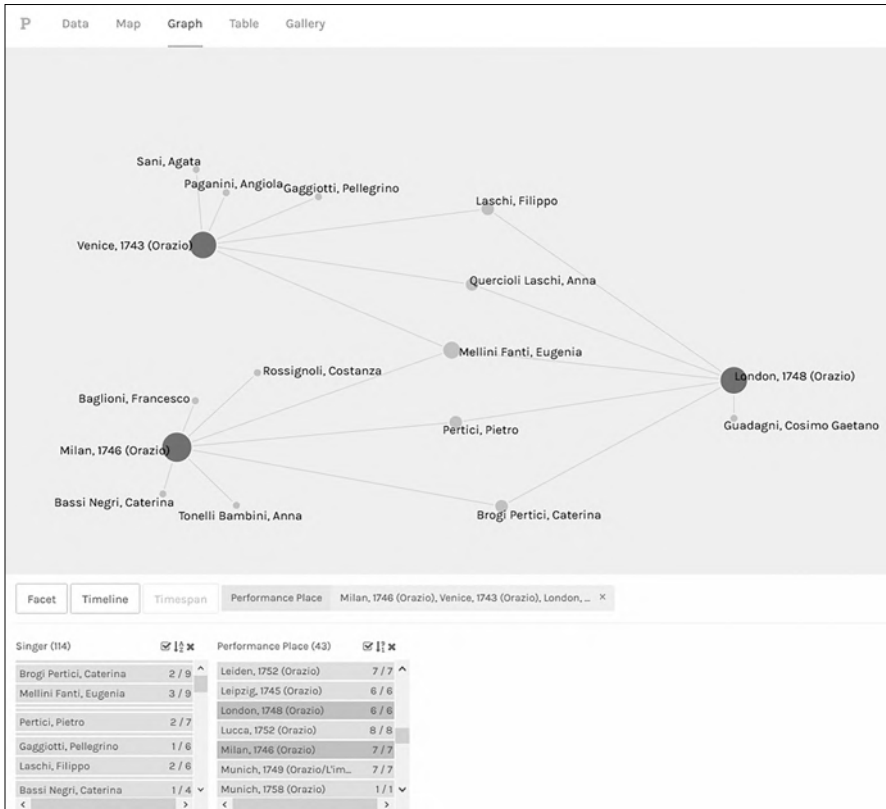 P Data Map Graph Table Gallery
Sani, Agata
Paganini, Angiola
Gaggiotti, Pellegrino
Laschi, Filippo
Venice, 1743 (Orazio)
Quercioli Laschi, Anna
Mellini Fanti, Eugenia
Rossignoli, Costanza
London, 1748 (Orazio)
Baglioni, Francesco
Pertici, Pietro
Guadagni, Cosimo Gaetano
Milan, 1746 (Orazio)
Bassi Negri, Caterina
Tonelli Bambini, Anna
Brogi Pertici, Caterina
Facet Timeline Timespan Performance Place Milan, 1746 (Orazio), Venice, 1743 (Orazio), London, ... ×
Singer (114)
Brogi Pertici, Caterina 2 / 9
Mellini Fanti, Eugenia 3 / 9
Pertici, Pietro 2 / 7
Gaggiotti, Pellegrino 1 / 6
Laschi, Filippo 2 / 6
Bassi Negri, Caterina 1 / 4
Performance Place (43)
Leiden, 1752 (Orazio) 7 / 7
Leipzig, 1745 (Orazio) 6 / 6
London, 1748 (Orazio) 6 / 6
Lucca, 1752 (Orazio) 8 / 8
Milan, 1746 (Orazio) 7 / 7
Munich, 1749 (Orazio/L'im... 7 / 7
Munich, 1758 (Orazio) 1 / 1